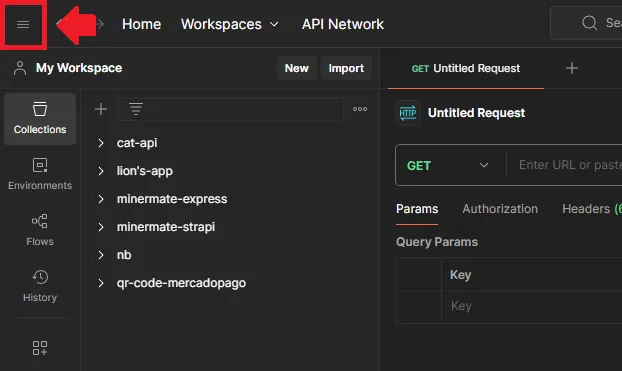 Home Workspaces API Network
My Workspace New Import
GET Untitled Request
Collections
HTTP Untitled Request
cat-api
lion's-app
GET Enter URL or paste
Environments
minermate-express
Params Authorization Headers (6
minermate-strapi
Flows
Query Params
nb
Key
qr-code-mercadopago
History
Key